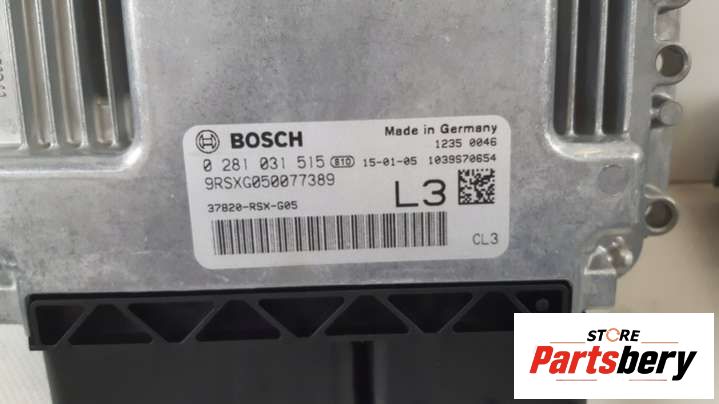 BOSCH
Made in Germany
1235 0046
0 281 031 515 810 15-01-05 1039S70654
9RSXG050077389
L3
37820-RSX-G05
CL3
STORE
Partsbery